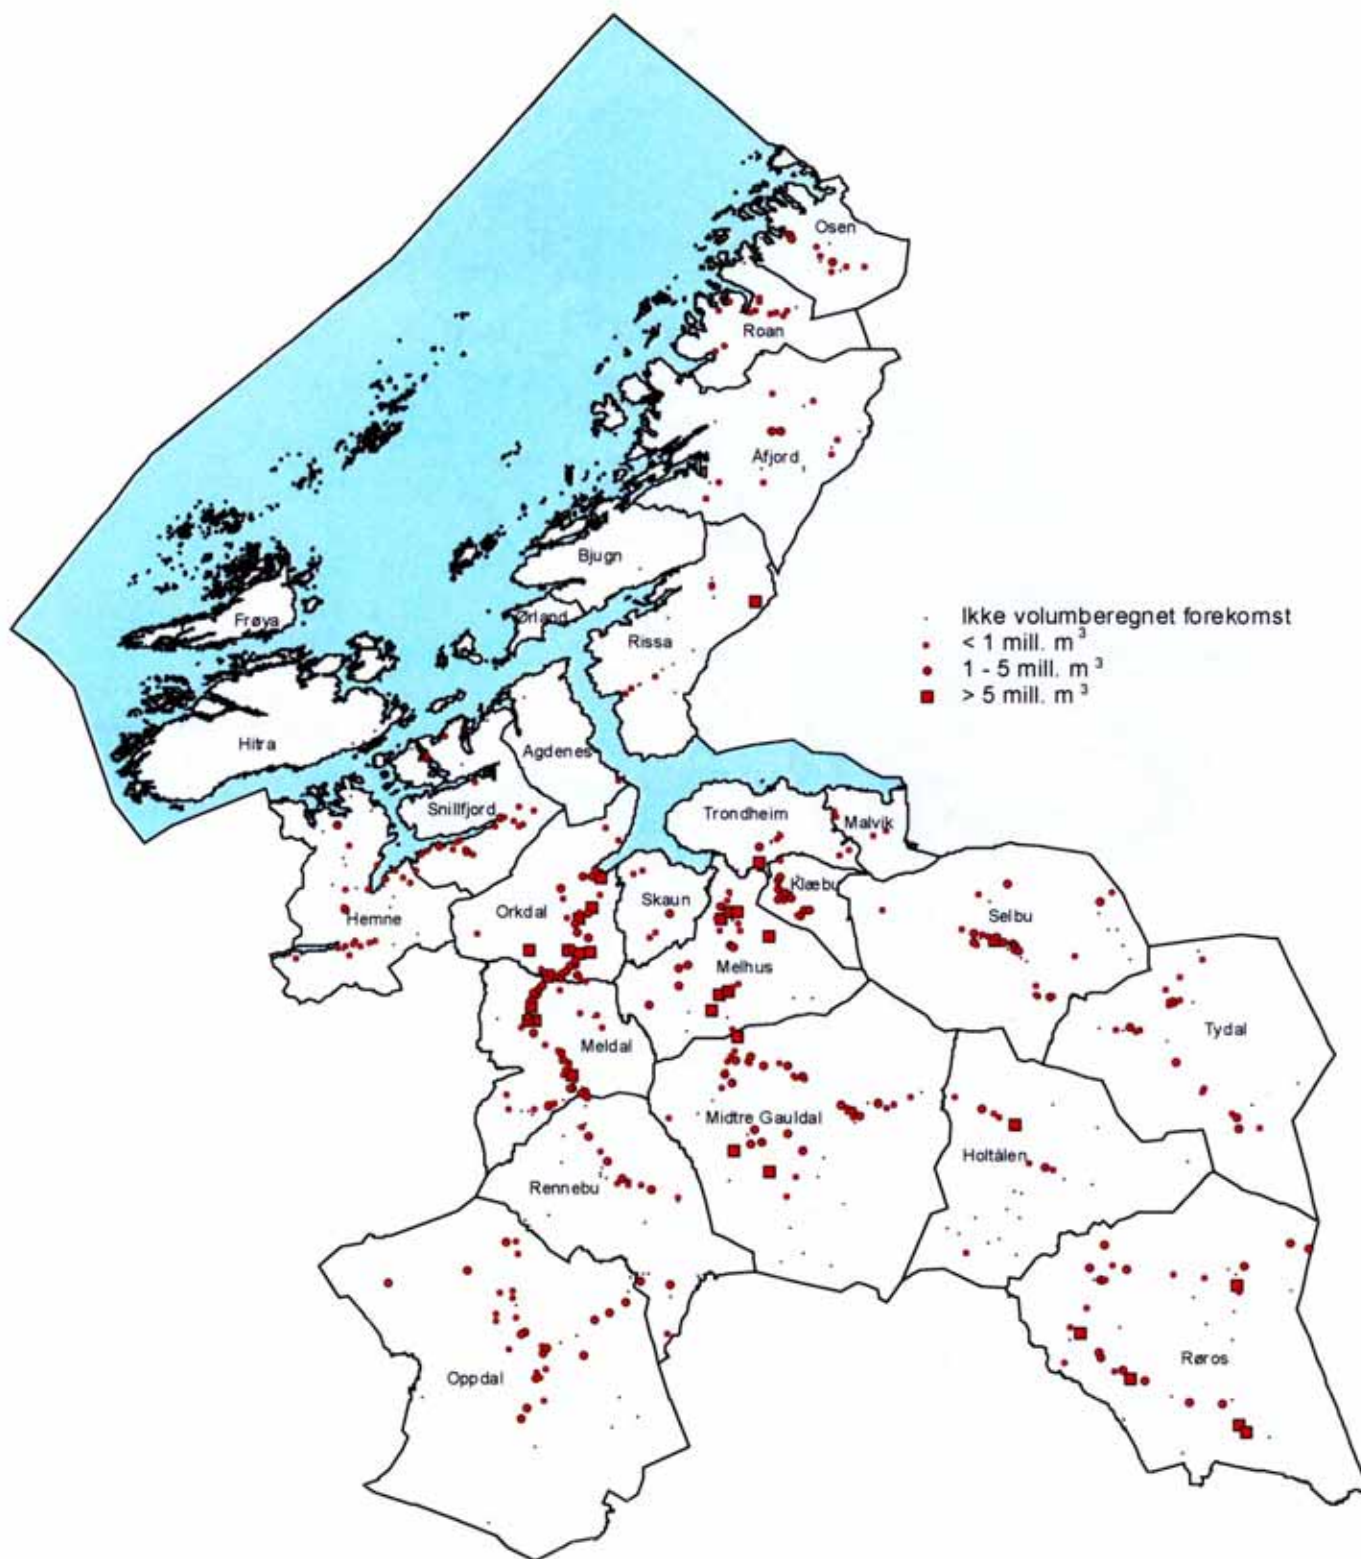 Osen
Roan
Åfjord
Bjugn
Ørland
Frøya
Rissa
Ikke volumberegnet forekomst
< 1 mill. m³
1 - 5 mill. m³
> 5 mill. m³
Hitra
Agdenes
Snillfjord
Trondheim
Malvik
Klæbu
Skaun
Orkdal
Hemne
Selbu
Melhus
Tydal
Meldal
Midtre Gauldal
Holtålen
Rennebu
Røros
Oppdal